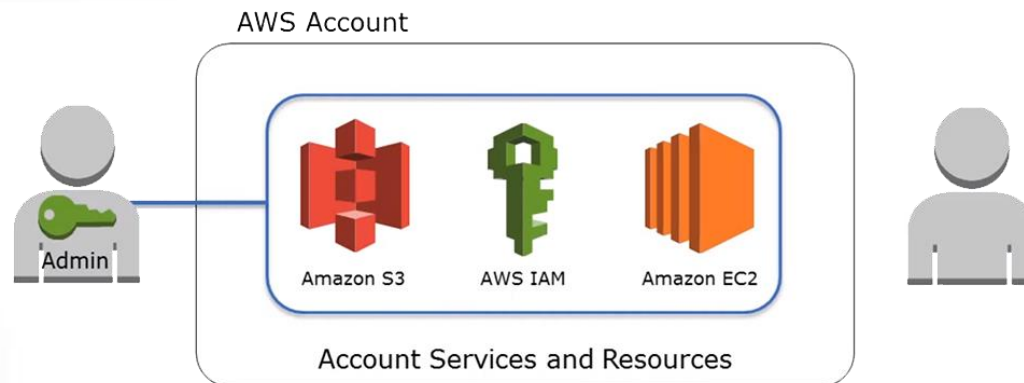 AWS Account
Admin
Amazon S3
AWS IAM
Amazon EC2
Account Services and Resources